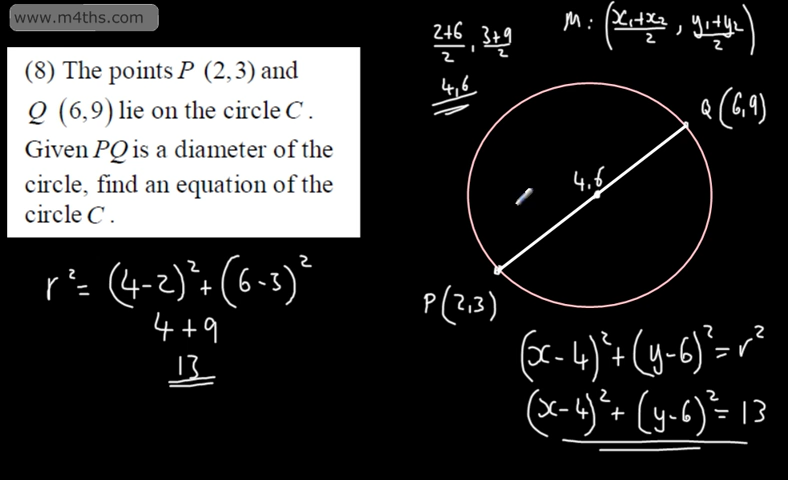 www.m4ths.com
(8) The points P (2,3) and
Q (6,9) lie on the circle C .
Given PQ is a diameter of the
circle, find an equation of the
circle C .
M : (x₁+x₂/2 , y₁+y₂/2)
2+6/2 , 3+9/2
4,6
Q (6,9)
4,6
P (2,3)
r² = (4-2)² + (6-3)²
4 + 9
13
(x-4)² + (y-6)² = r²
(x-4)² + (y-6)² = 13